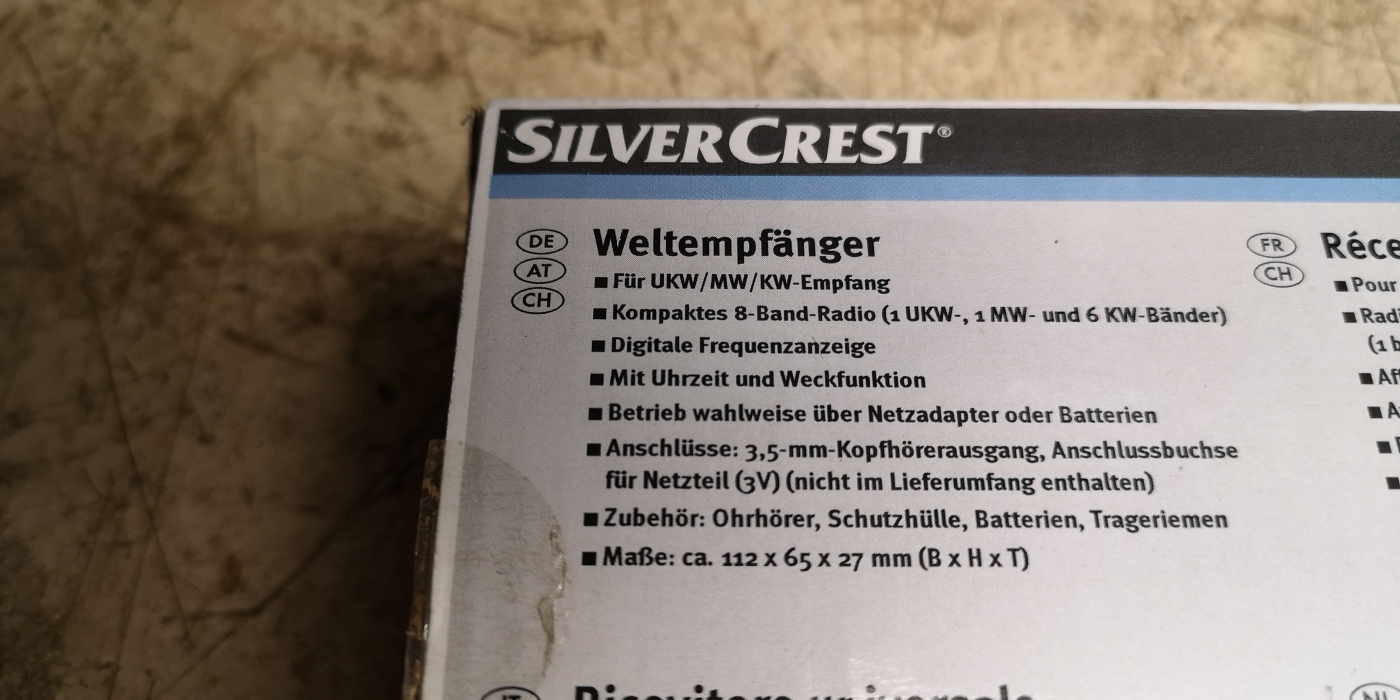 SILVERCREST®
DE
AT
CH
Weltempfänger
■ Für UKW/MW/KW-Empfang
■ Kompaktes 8-Band-Radio (1 UKW-, 1 MW- und 6 KW-Bänder)
■ Digitale Frequenzanzeige
■ Mit Uhrzeit und Weckfunktion
■ Betrieb wahlweise über Netzadapter oder Batterien
■ Anschlüsse: 3,5-mm-Kopfhörerausgang, Anschlussbuchse
für Netzteil (3V) (nicht im Lieferumfang enthalten)
■ Zubehör: Ohrhörer, Schutzhülle, Batterien, Trageriemen
■ Maße: ca. 112 x 65 x 27 mm (B x H x T)
FR
CH
■ Pour